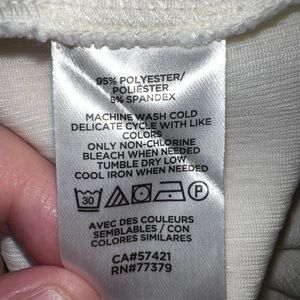 95% POLYESTER/
POLIÉSTER
5% SPANDEX
MACHINE WASH COLD
DELICATE CYCLE WITH LIKE
COLORS
ONLY NON-CHLORINE
BLEACH WHEN NEEDED
TUMBLE DRY LOW
COOL IRON WHEN NEEDED
30 P
AVEC DES COULEURS
SEMBLABLES / CON
COLORES SIMILARES
CA#57421
RN#77379